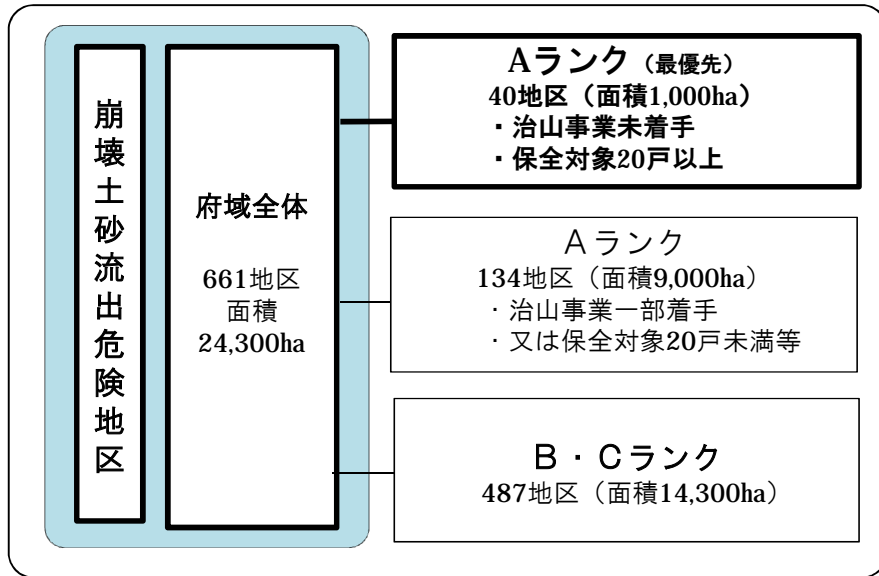 崩壊土砂流出危険地区
府域全体
661地区
面積
24,300ha
Aランク（最優先）
40地区（面積1,000ha）
・治山事業未着手
・保全対象20戸以上
Ａランク
134地区（面積9,000ha）
・治山事業一部着手
・又は保全対象20戸未満等
Ｂ・Ｃランク
487地区（面積14,300ha）